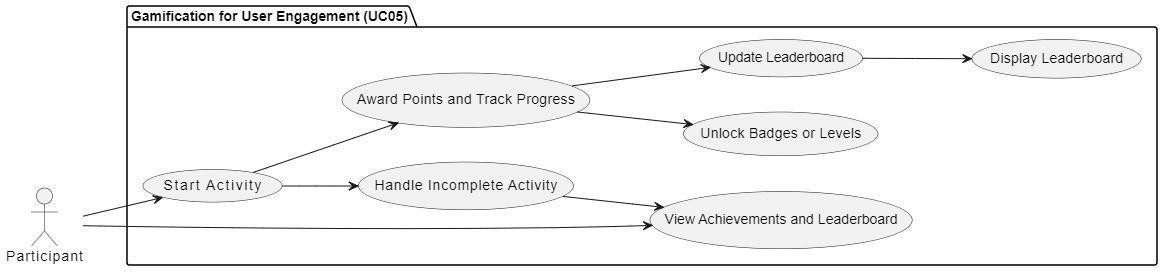 Gamification for User Engagement (UC05)
Update Leaderboard
Display Leaderboard
Award Points and Track Progress
Unlock Badges or Levels
Start Activity
Handle Incomplete Activity
View Achievements and Leaderboard
Participant